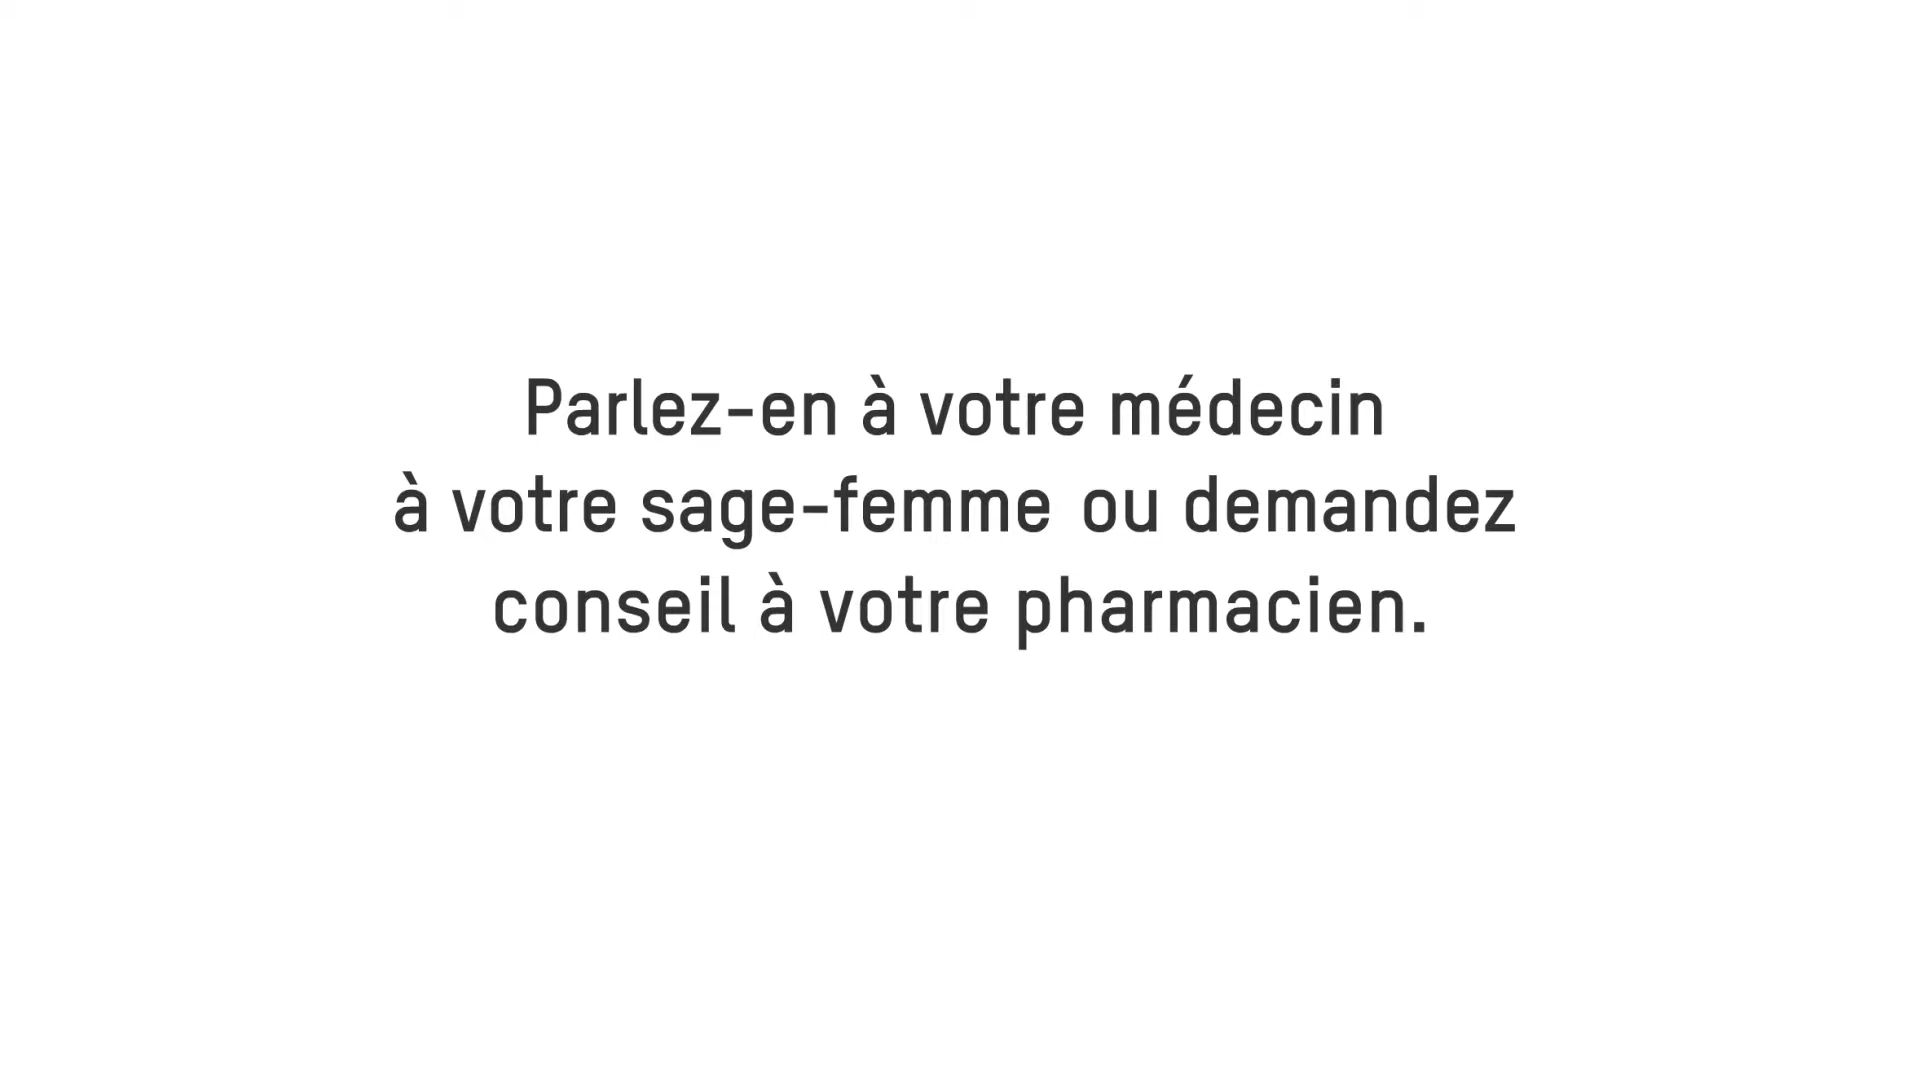 Parlez-en à votre médecin
à votre sage-femme ou demandez
conseil à votre pharmacien.